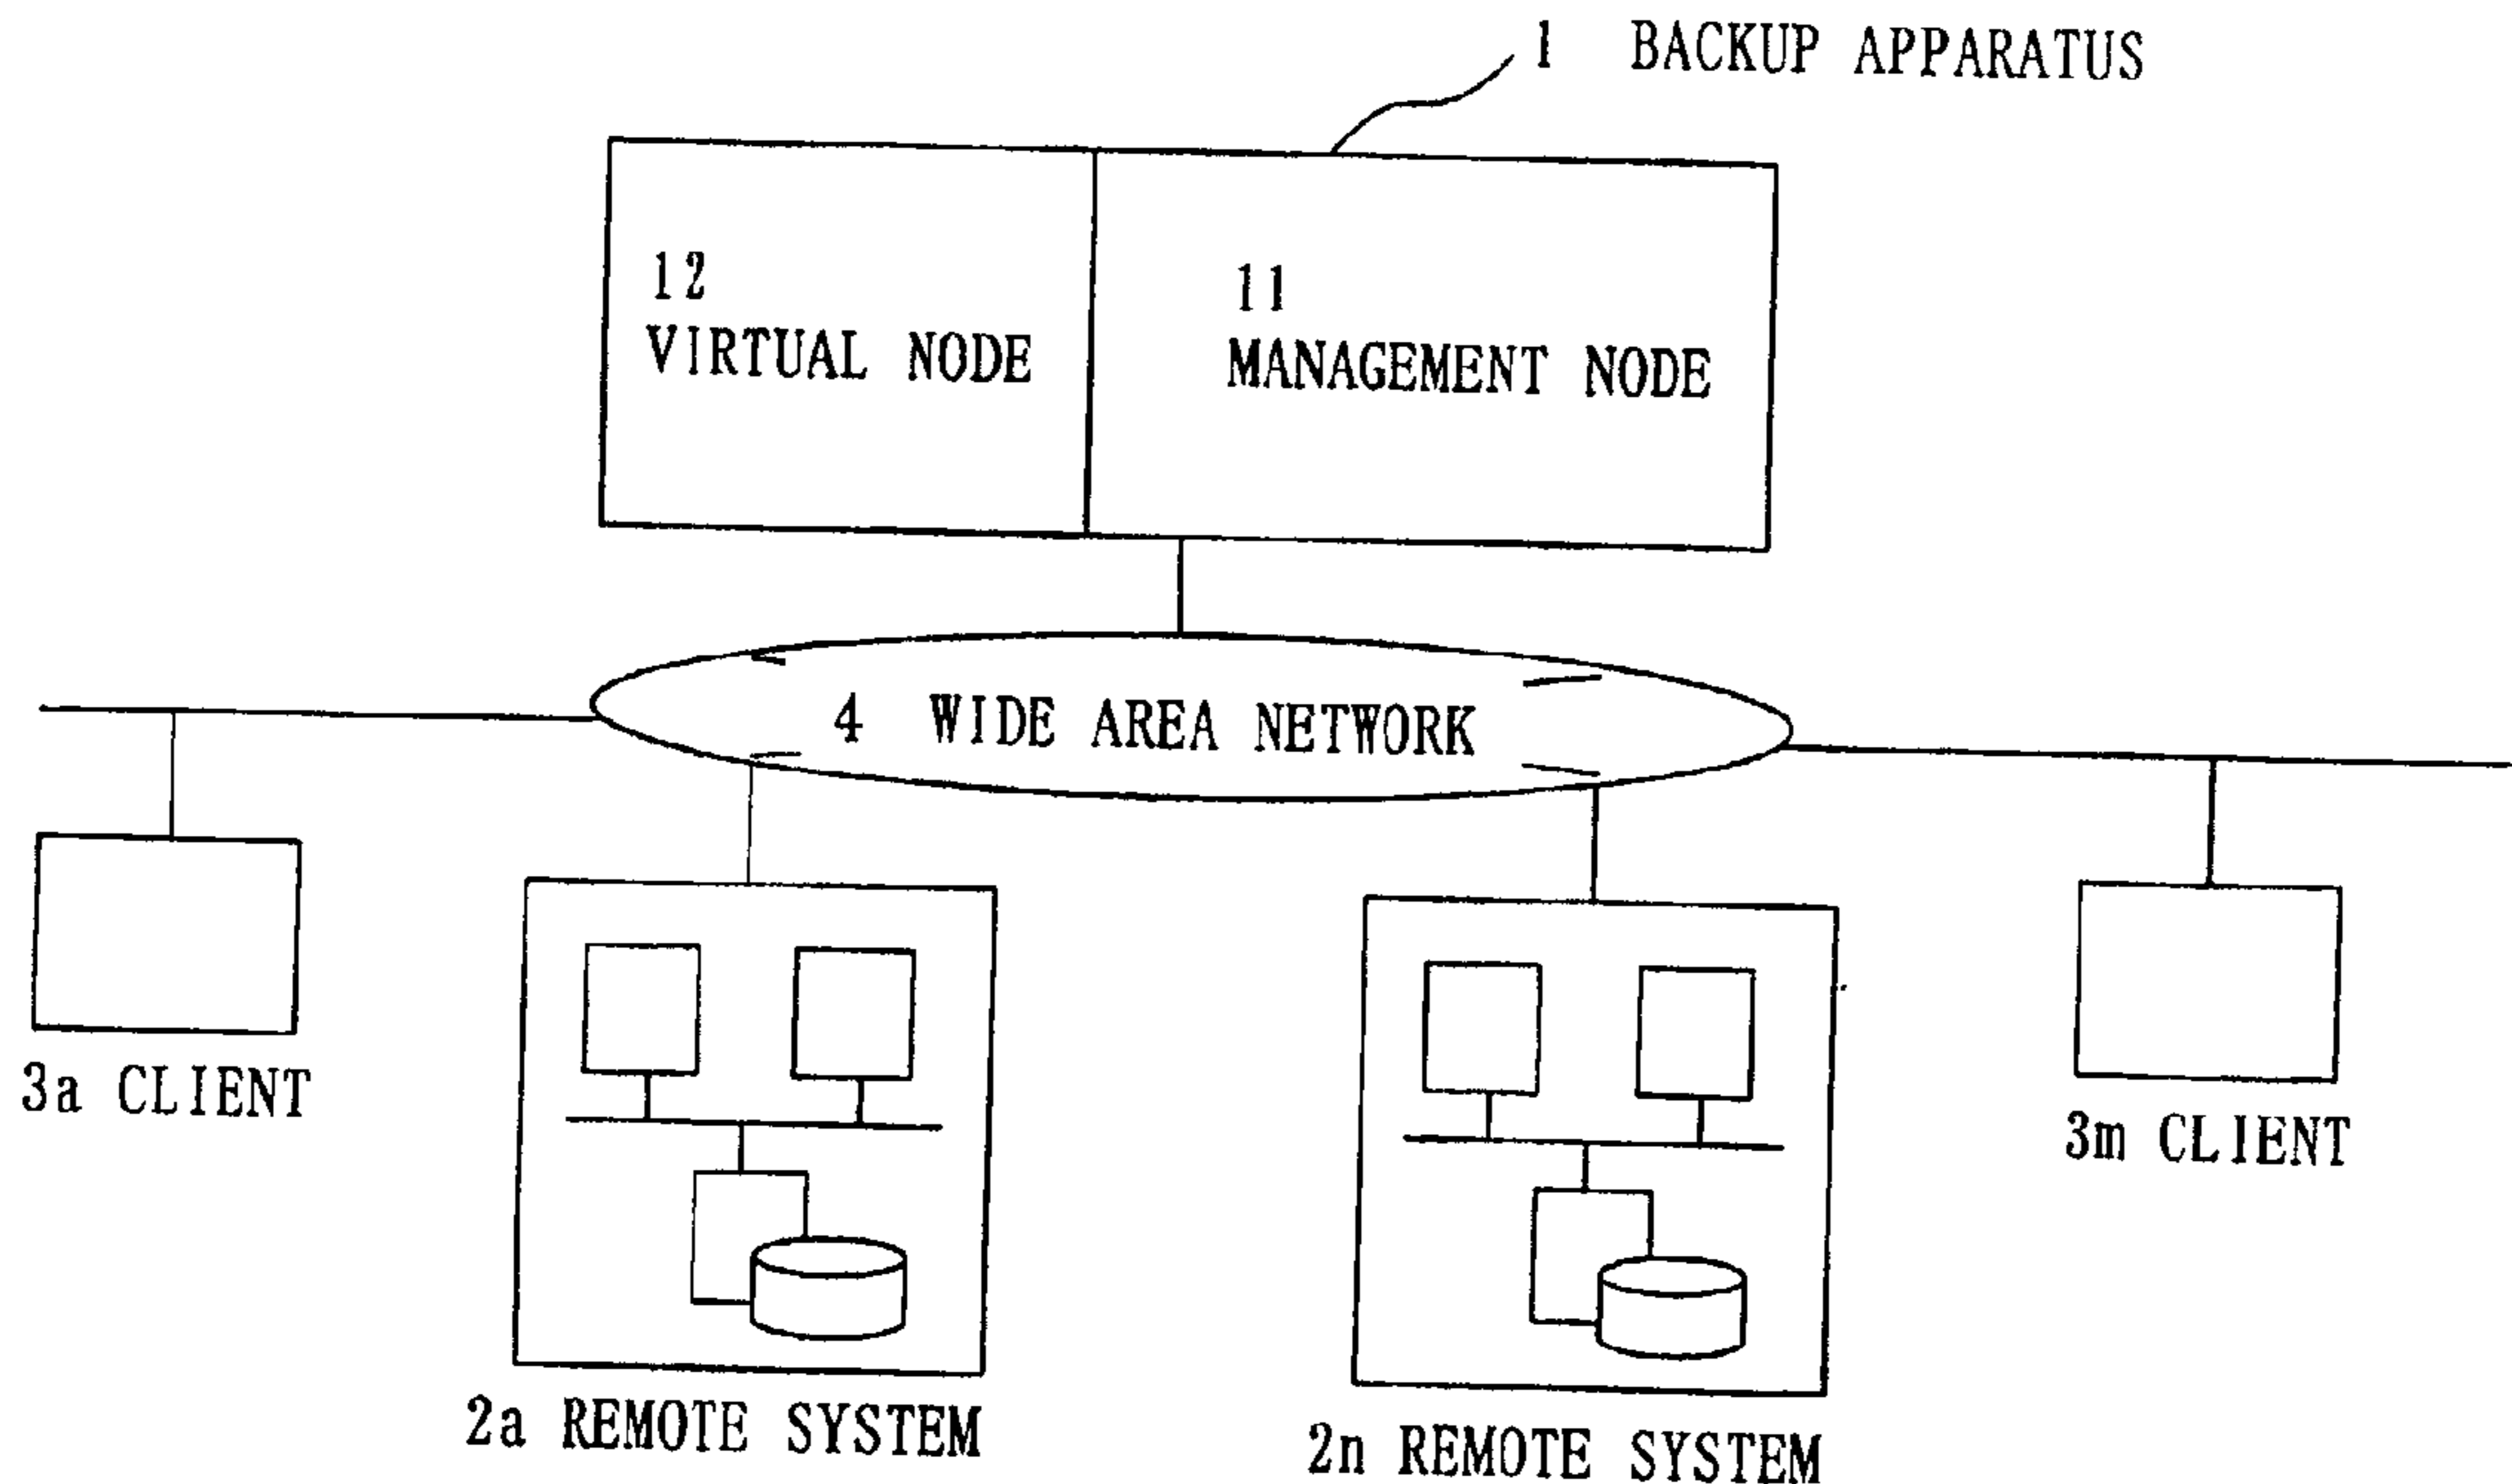 1 BACKUP APPARATUS
12
VIRTUAL NODE
11
MANAGEMENT NODE
4 WIDE AREA NETWORK
3a CLIENT
3m CLIENT
2a REMOTE SYSTEM
2n REMOTE SYSTEM